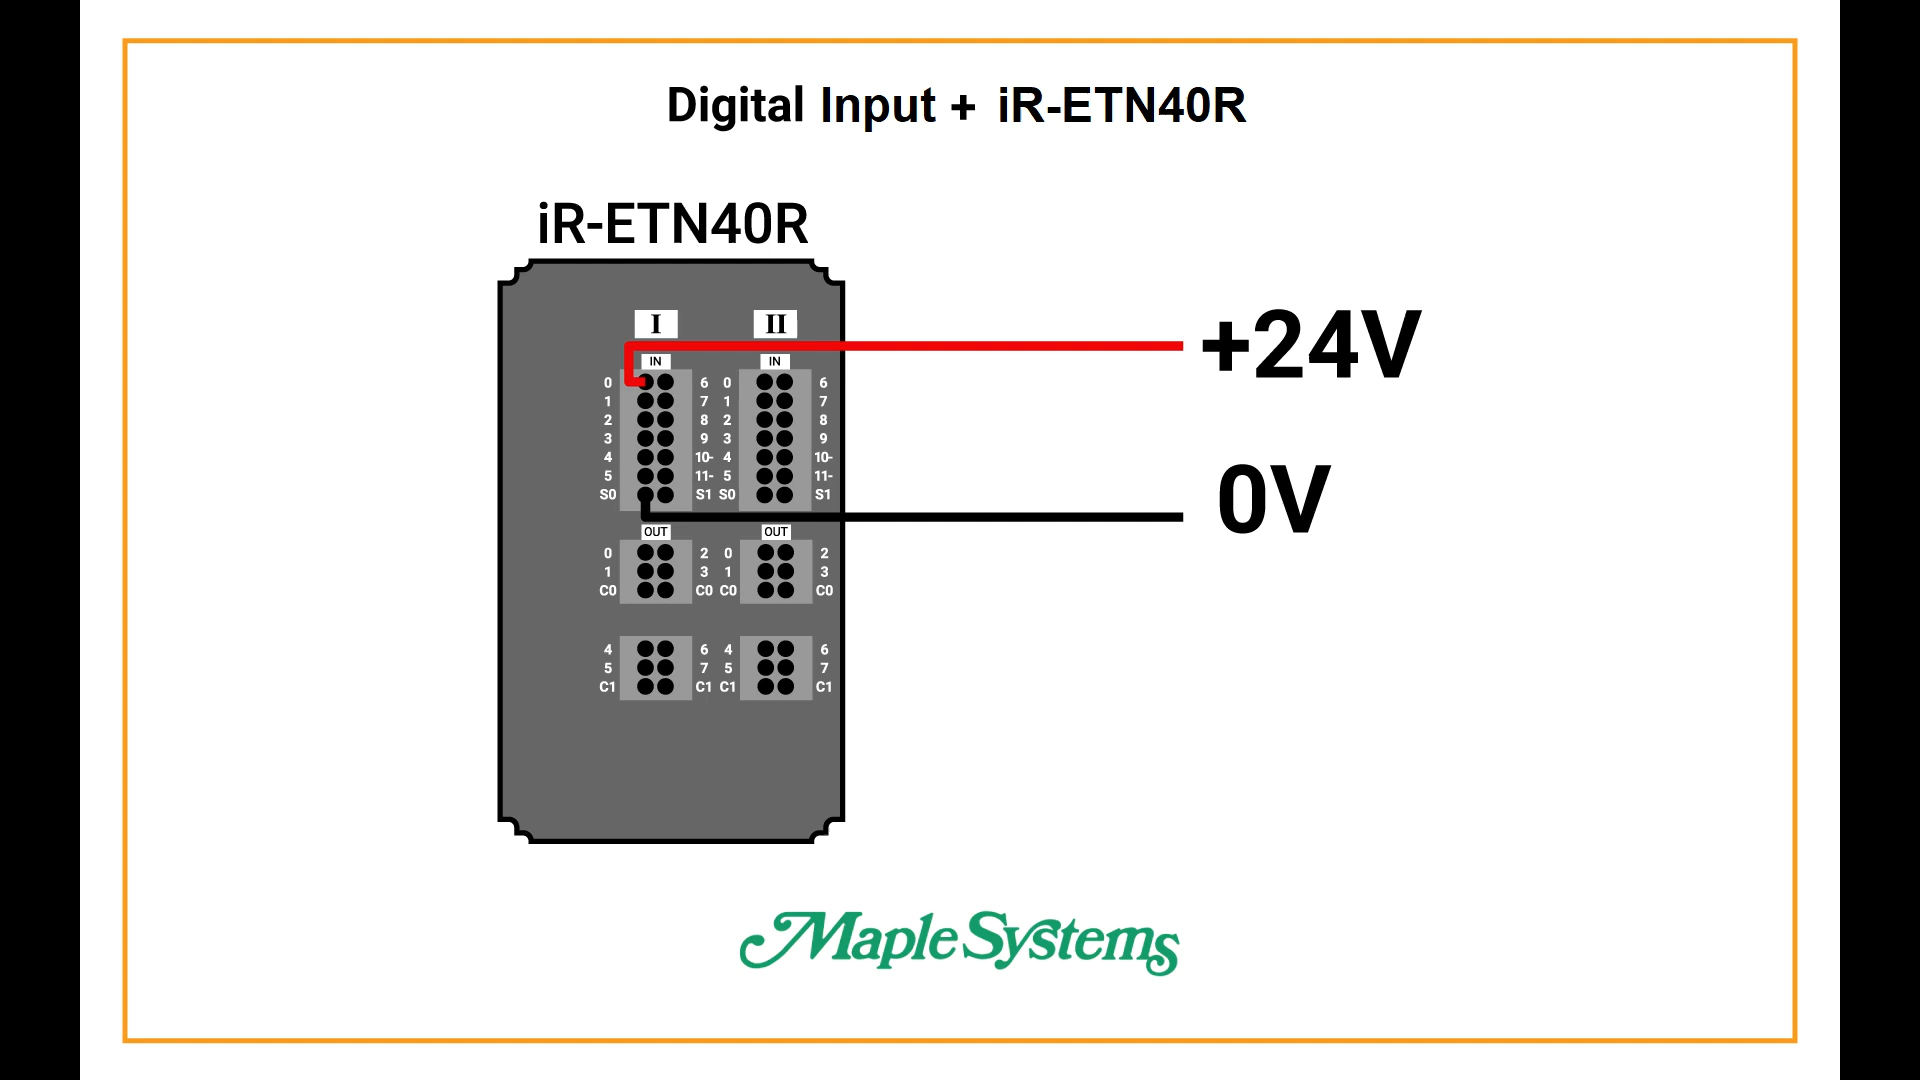 Digital Input + iR-ETN40R
iR-ETN40R
I II
+24V
IN IN
0 6 0 6
1 7 1 7
2 8 2 8
3 9 3 9
4 10- 4 10-
5 11- 5 11-
S0 S1 S0 S1
0V
OUT OUT
0 2 0 2
1 3 1 3
C0 C0 C0 C0
4 6 4 6
5 7 5 7
C1 C1 C1 C1
Maple Systems